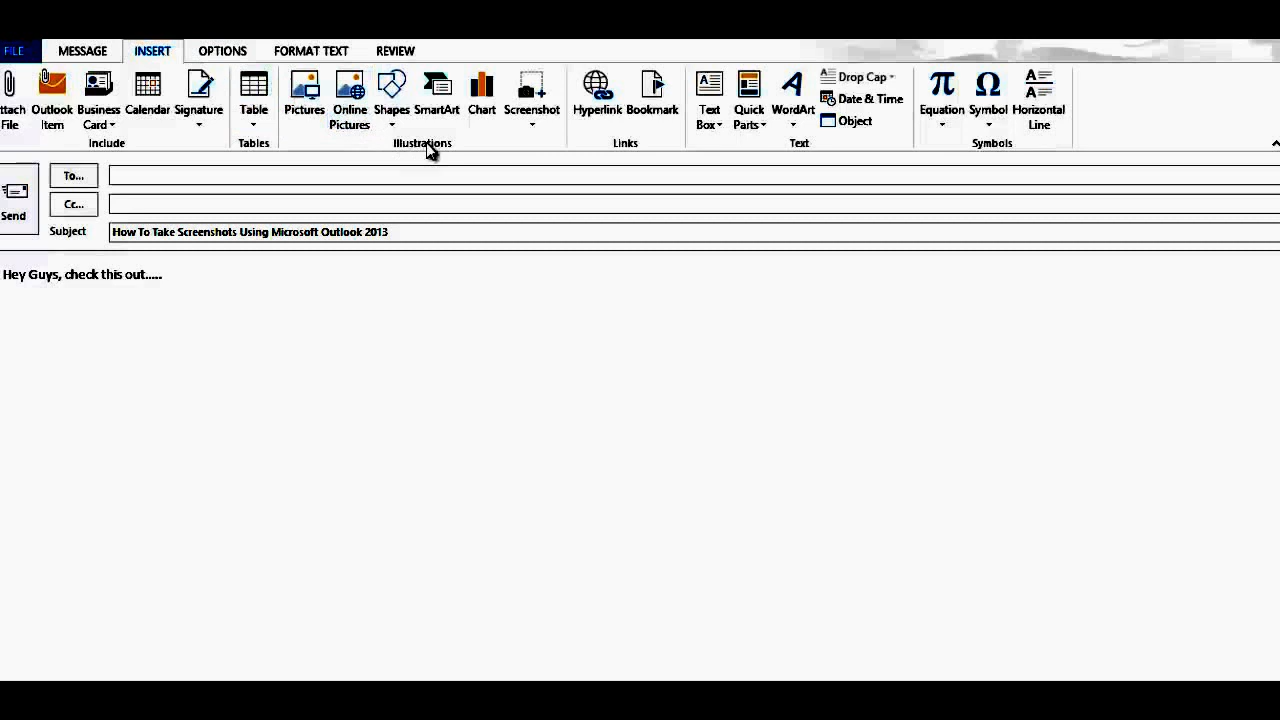 FILE MESSAGE INSERT OPTIONS FORMAT TEXT REVIEW
ttach File Outlook Item Business Card Calendar Signature Table Pictures Online Pictures Shapes SmartArt Chart Screenshot Hyperlink Bookmark Text Box Quick Parts WordArt Drop Cap Equation Symbol Horizontal Line
Date & Time
Object
Include Tables Illustrations Links Text Symbols
To...
Cc...
Send
Subject How To Take Screenshots Using Microsoft Outlook 2013
Hey Guys, check this out.....